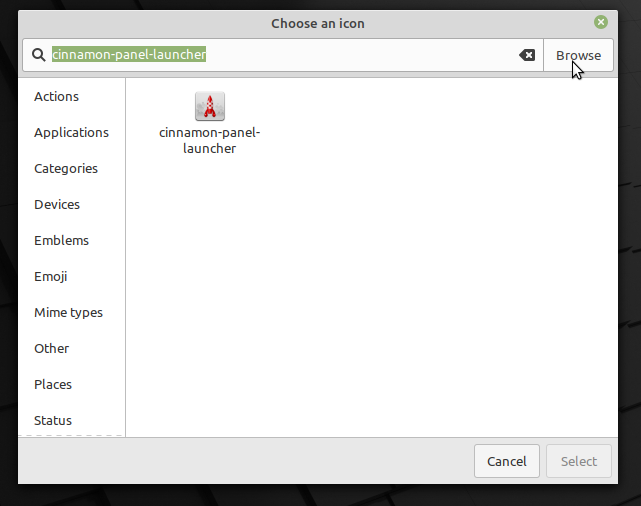 Choose an icon
cinnamon-panel-launcher
Browse
Actions
Applications
Categories
Devices
Emblems
Emoji
Mime types
Other
Places
Status
cinnamon-panel-
launcher
Cancel
Select